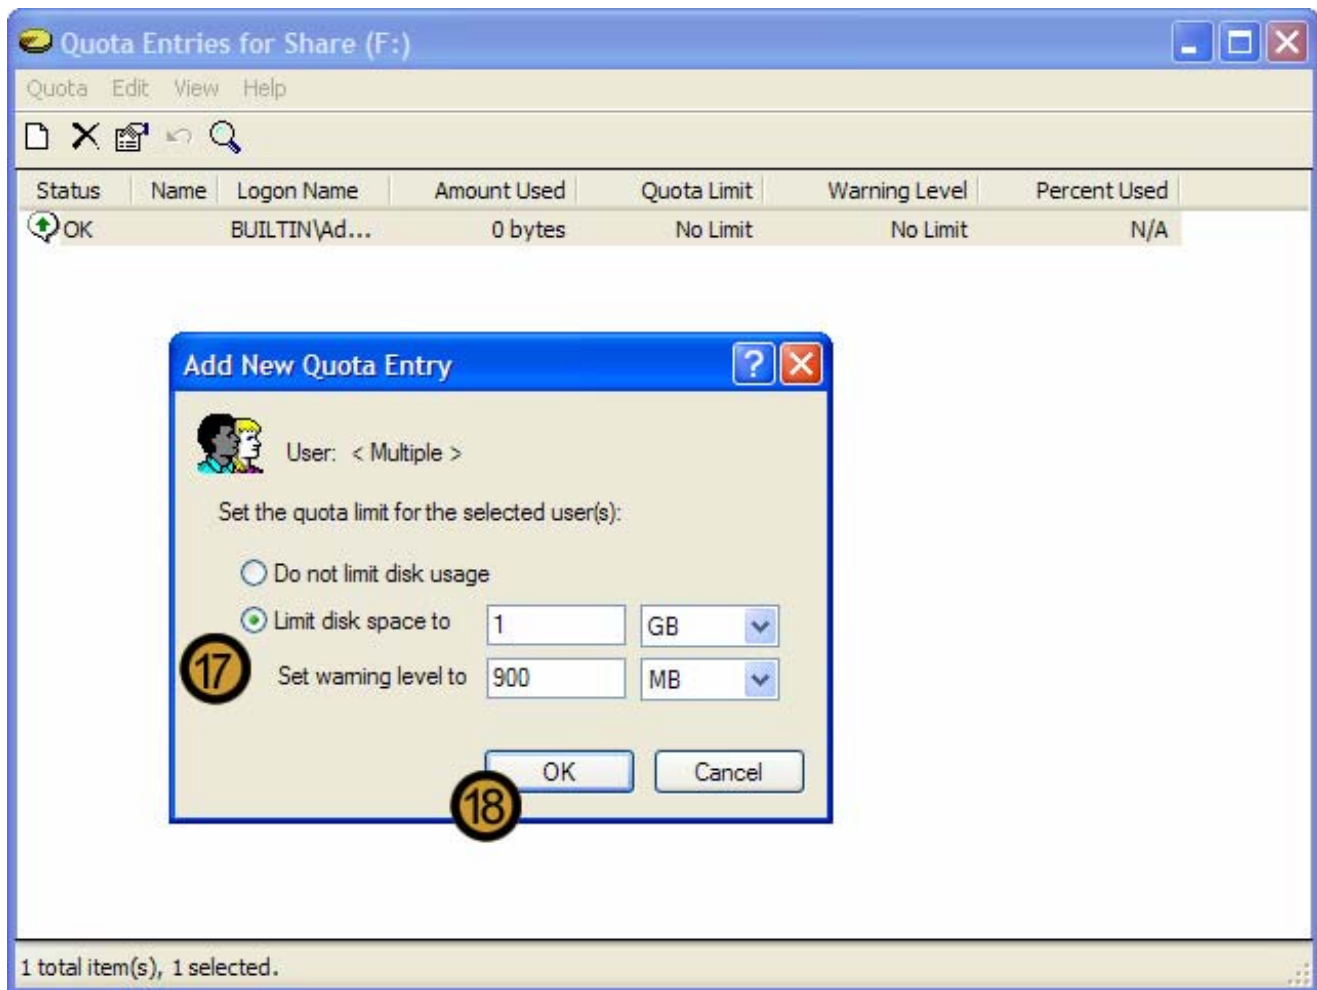 Quota Entries for Share (F:)
Quota Edit View Help
Status Name Logon Name Amount Used Quota Limit Warning Level Percent Used
OK BUILTIN\Ad... 0 bytes No Limit No Limit N/A
Add New Quota Entry
User: < Multiple >
Set the quota limit for the selected user(s):
Do not limit disk usage
Limit disk space to 1 GB
17
Set warning level to 900 MB
OK Cancel
18
1 total item(s), 1 selected.